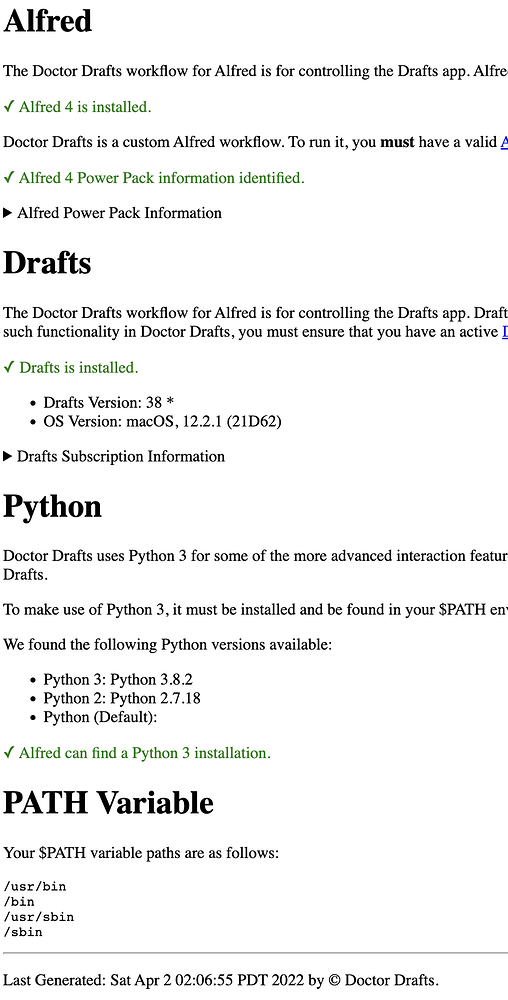 Alfred
The Doctor Drafts workflow for Alfred is for controlling the Drafts app. Alfre
✓ Alfred 4 is installed.
Doctor Drafts is a custom Alfred workflow. To run it, you must have a valid A
✓ Alfred 4 Power Pack information identified.
▶ Alfred Power Pack Information
Drafts
The Doctor Drafts workflow for Alfred is for controlling the Drafts app. Draft
such functionality in Doctor Drafts, you must ensure that you have an active D
✓ Drafts is installed.
• Drafts Version: 38 *
• OS Version: macOS, 12.2.1 (21D62)
▶ Drafts Subscription Information
Python
Doctor Drafts uses Python 3 for some of the more advanced interaction featur
Drafts.
To make use of Python 3, it must be installed and be found in your $PATH env
We found the following Python versions available:
• Python 3: Python 3.8.2
• Python 2: Python 2.7.18
• Python (Default):
✓ Alfred can find a Python 3 installation.
PATH Variable
Your $PATH variable paths are as follows:
/usr/bin
/bin
/usr/sbin
/sbin
Last Generated: Sat Apr 2 02:06:55 PDT 2022 by © Doctor Drafts.